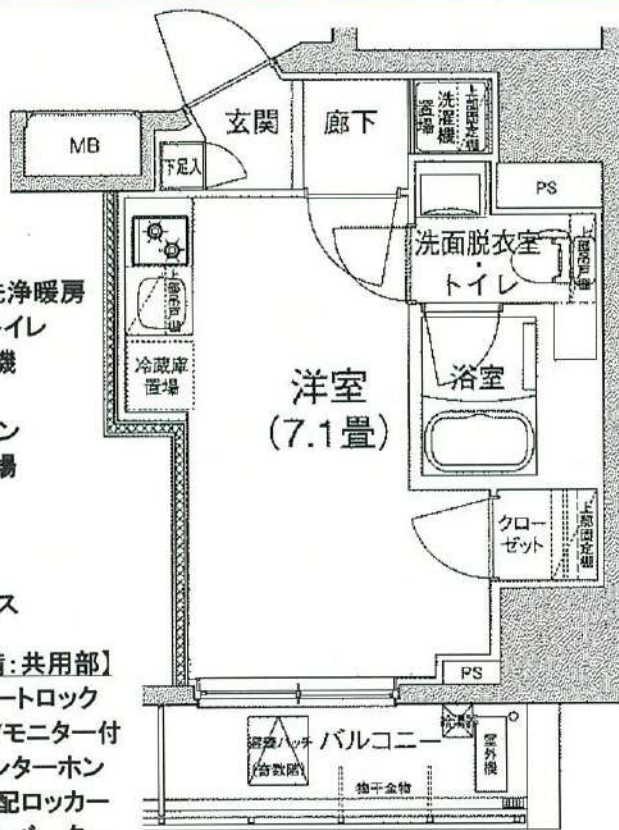 MB
玄関
廊下
洗濯機
置場
上部固定棚
下足入
PS
洗面脱衣室
・
トイレ
冷蔵庫
置場
洋室
(7.1畳)
浴室
クロー
ゼット
上部固定棚
PS
バルコニー
避難ハッチ
(奇数階)
物干金物
室外機
先浄暖房
イレ
機
ン
場
ス
:共用部】
ートロック
モニター付
ンターホン
配ロッカー